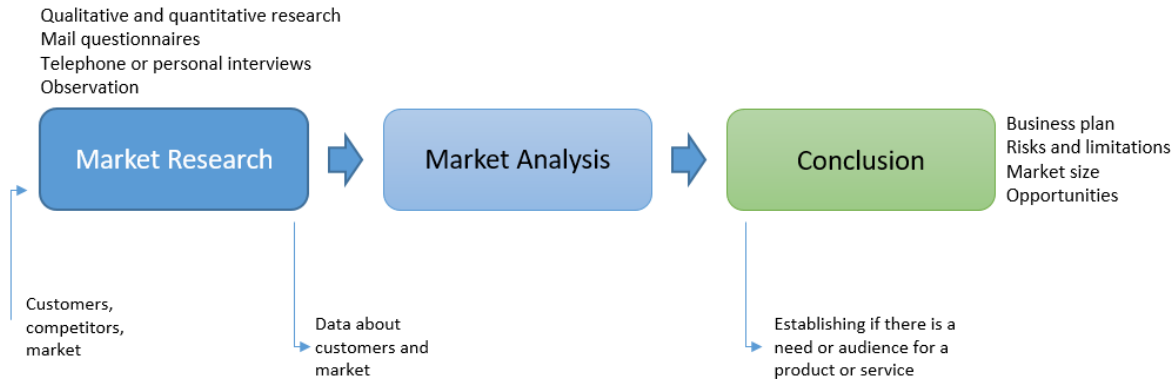 Qualitative and quantitative research
Mail questionnaires
Telephone or personal interviews
Observation
Market Research
Market Analysis
Conclusion
Business plan
Risks and limitations
Market size
Opportunities
Customers,
competitors,
market
Data about
customers and
market
Establishing if there is a
need or audience for a
product or service